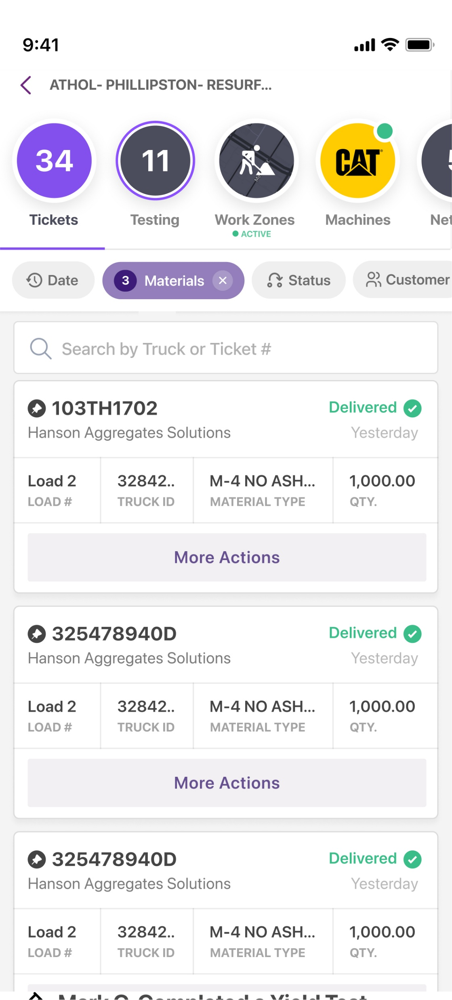 9:41
ATHOL- PHILLIPSTON- RESURF...
34
11
CAT
Tickets
Testing
Work Zones
Machines
ACTIVE
Date
3 Materials
Status
Customer
Search by Truck or Ticket #
103TH1702
Delivered
Hanson Aggregates Solutions
Yesterday
Load 2
32842..
M-4 NO ASH...
1,000.00
LOAD #
TRUCK ID
MATERIAL TYPE
QTY.
More Actions
325478940D
Delivered
Hanson Aggregates Solutions
Yesterday
Load 2
32842..
M-4 NO ASH...
1,000.00
LOAD #
TRUCK ID
MATERIAL TYPE
QTY.
More Actions
325478940D
Delivered
Hanson Aggregates Solutions
Yesterday
Load 2
32842..
M-4 NO ASH...
1,000.00
LOAD #
TRUCK ID
MATERIAL TYPE
QTY.
Completed a Yield Test